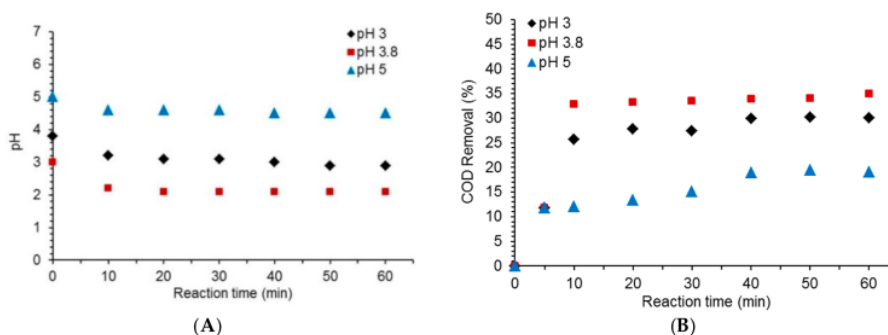 7
6
5
4
3
2
1
0
pH
pH 3
pH 3.8
pH 5
0 10 20 30 40 50 60
Reaction time (min)
(A)
50
45
40
35
30
25
20
15
10
5
0
COD Removal (%)
pH 3
pH 3.8
pH 5
0 10 20 30 40 50 60
Reaction time (min)
(B)